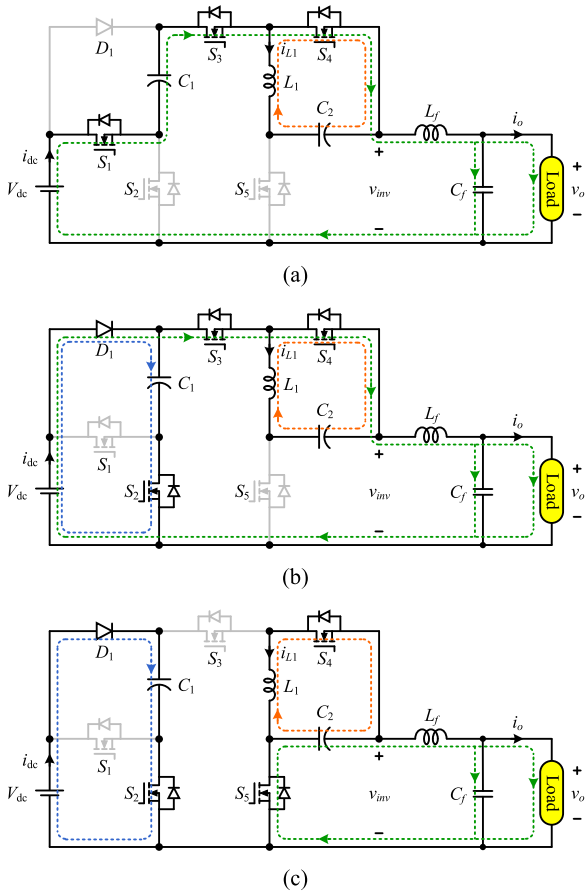 D1
S3
iL1
S4
C1
L1
C2
Lf
io
idc
S1
+
Vdc
S2
S5
vinv
Cf
Load
+
vo
−
−
(a)
D1
S3
iL1
S4
C1
L1
C2
Lf
io
idc
S1
+
Vdc
S2
S5
vinv
Cf
Load
+
vo
−
−
(b)
D1
S3
iL1
S4
C1
L1
C2
Lf
io
idc
S1
+
Vdc
S2
S5
vinv
Cf
Load
+
vo
−
−
(c)